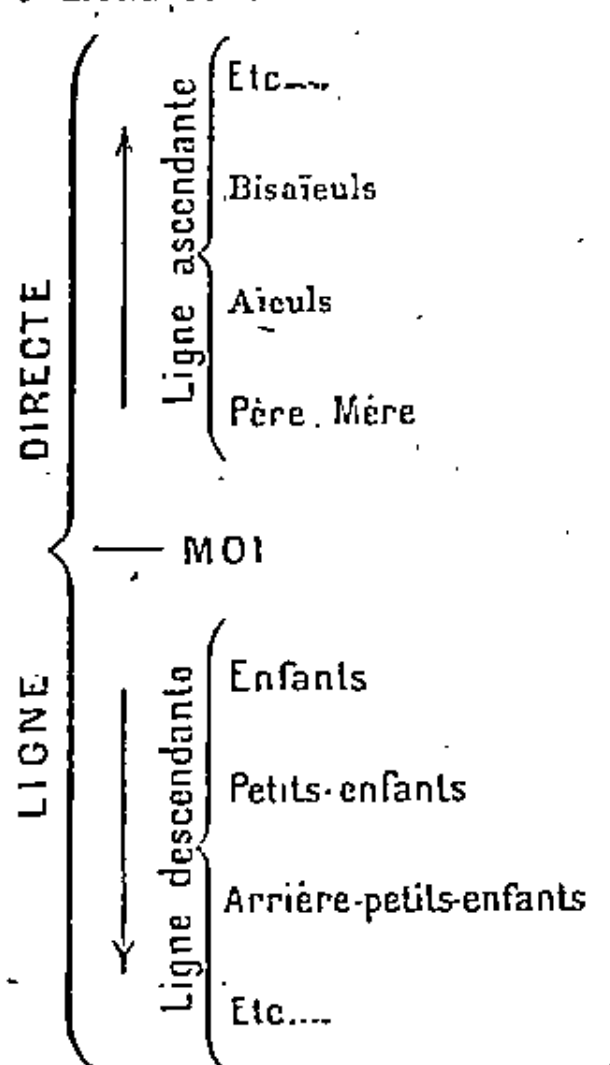 LIGNE DIRECTE
Ligne ascendante
Etc....
Bisaïeuls
Aïeuls
Père. Mère
MOI
Ligne descendante
Enfants
Petits-enfants
Arrière-petits-enfants
Etc....